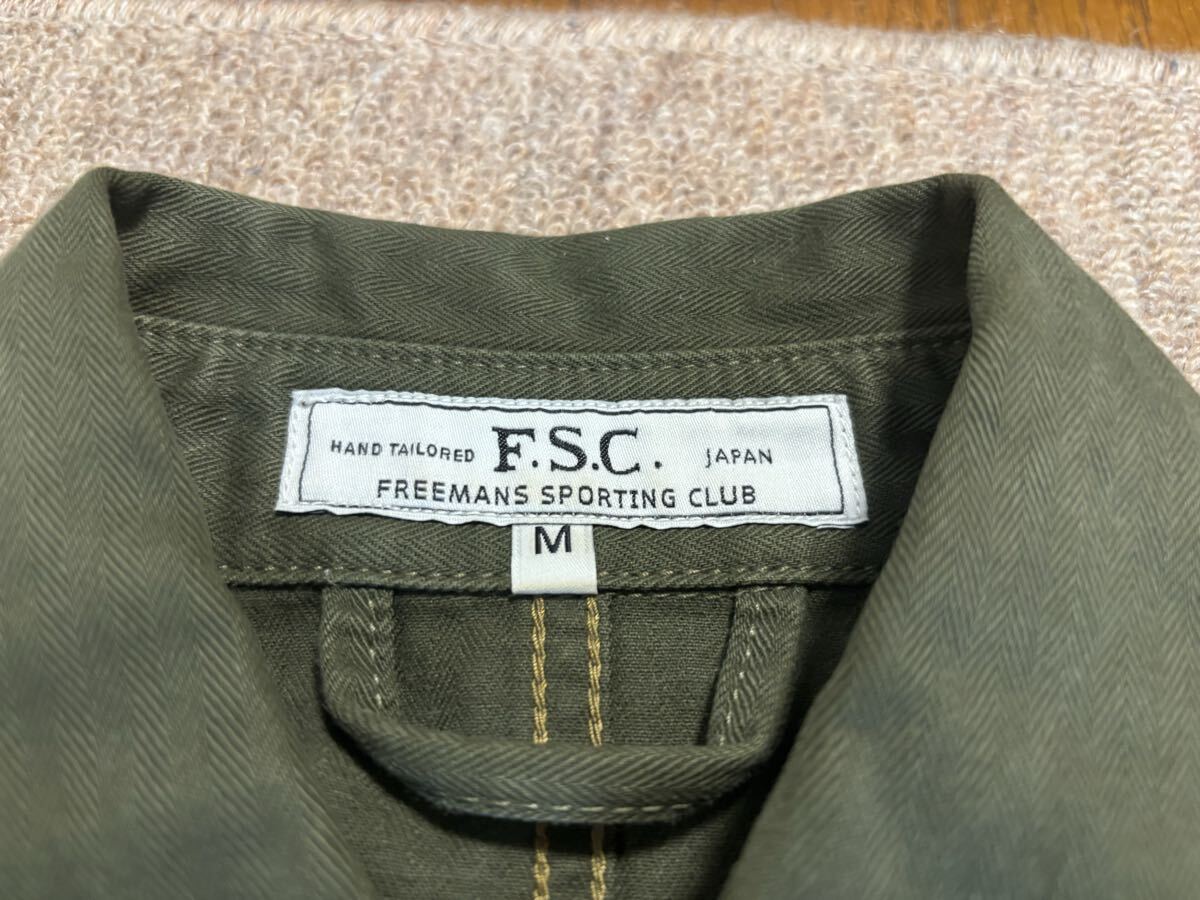 HAND TAILORED F.S.C. JAPAN
FREEMANS SPORTING CLUB
M